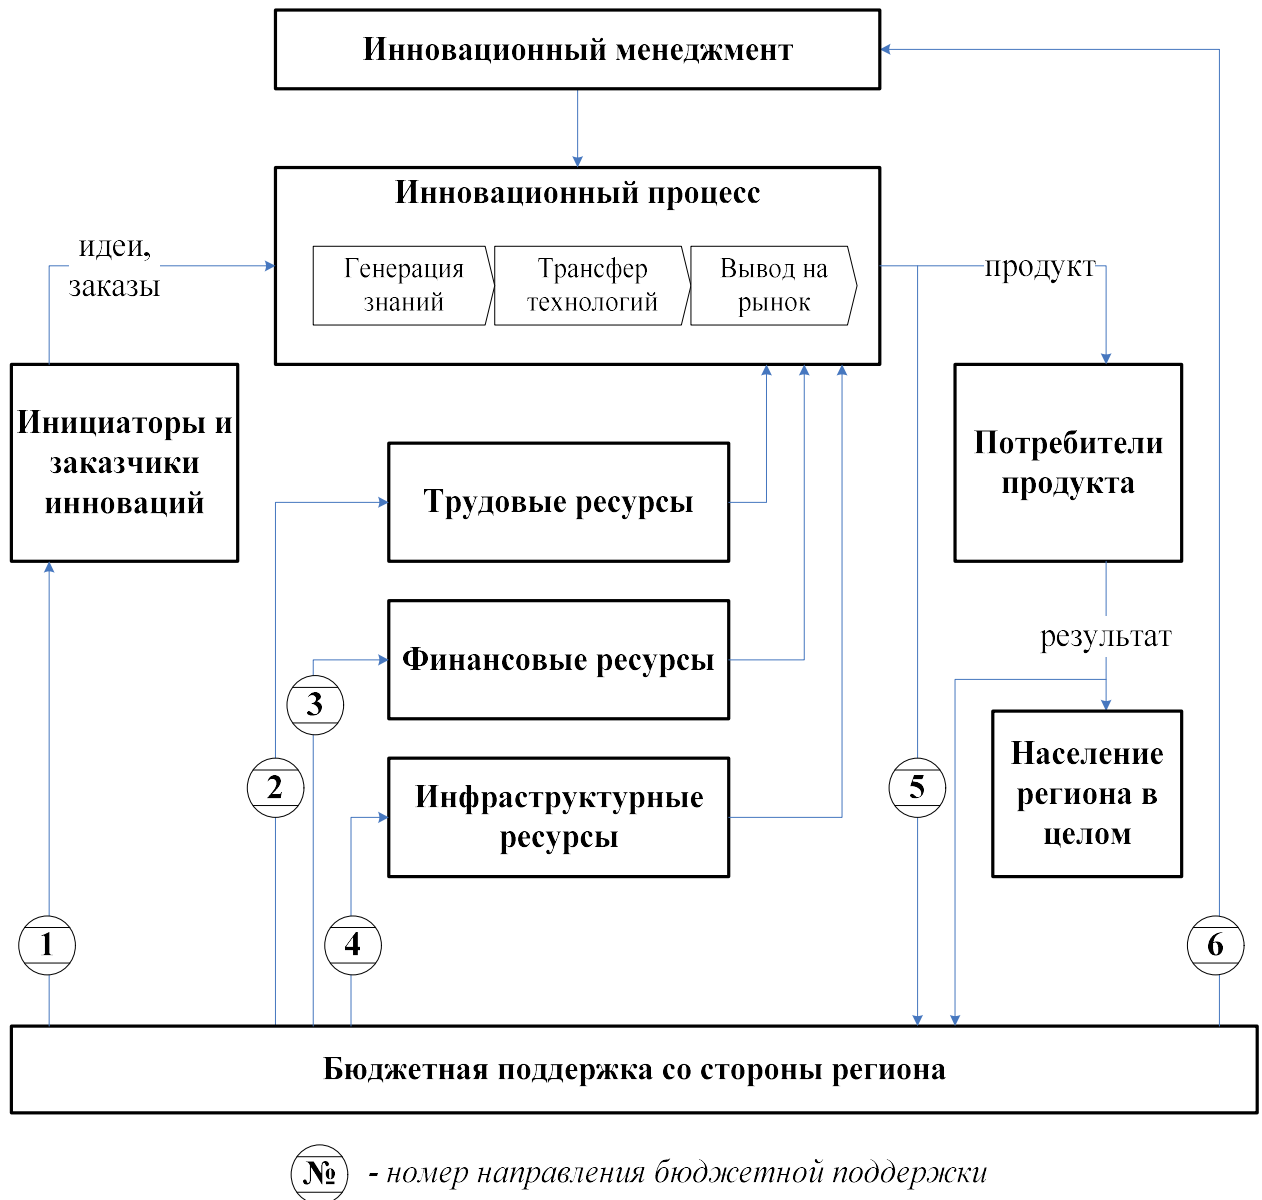 Инновационный менеджмент
Инновационный процесс
идеи,
заказы
Генерация
знаний
Трансфер
технологий
Вывод на
рынок
продукт
Инициаторы и
заказчики
инноваций
Трудовые ресурсы
Потребители
продукта
Финансовые ресурсы
результат
3
Инфраструктурные
ресурсы
Население
региона в
целом
2
5
1
4
6
Бюджетная поддержка со стороны региона
№ - номер направления бюджетной поддержки